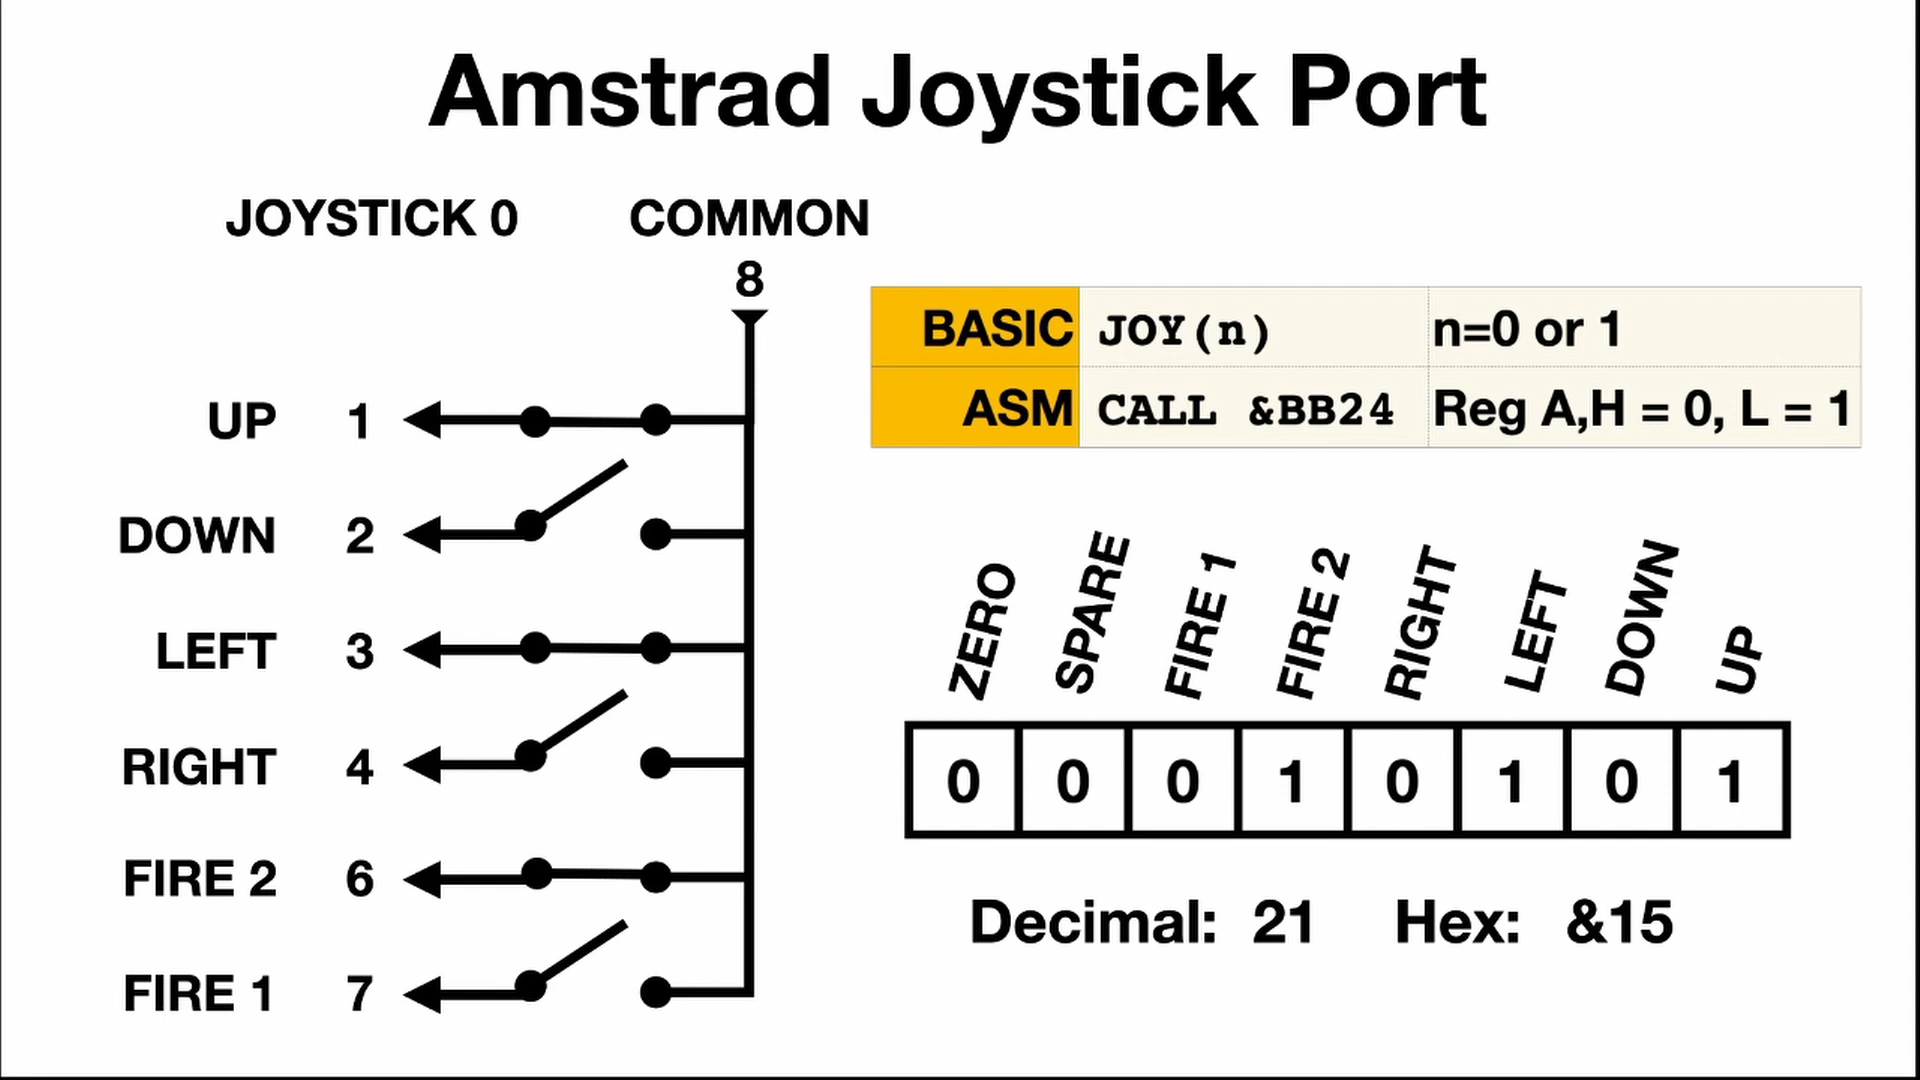 Amstrad Joystick Port
JOYSTICK 0 COMMON
8
UP 1
DOWN 2
LEFT 3
RIGHT 4
FIRE 2 6
FIRE 1 7
BASIC JOY(n) n=0 or 1
ASM CALL &BB24 Reg A,H = 0, L = 1
ZERO SPARE FIRE 1 FIRE 2 RIGHT LEFT DOWN UP
0 0 0 1 0 1 0 1
Decimal: 21 Hex: &15